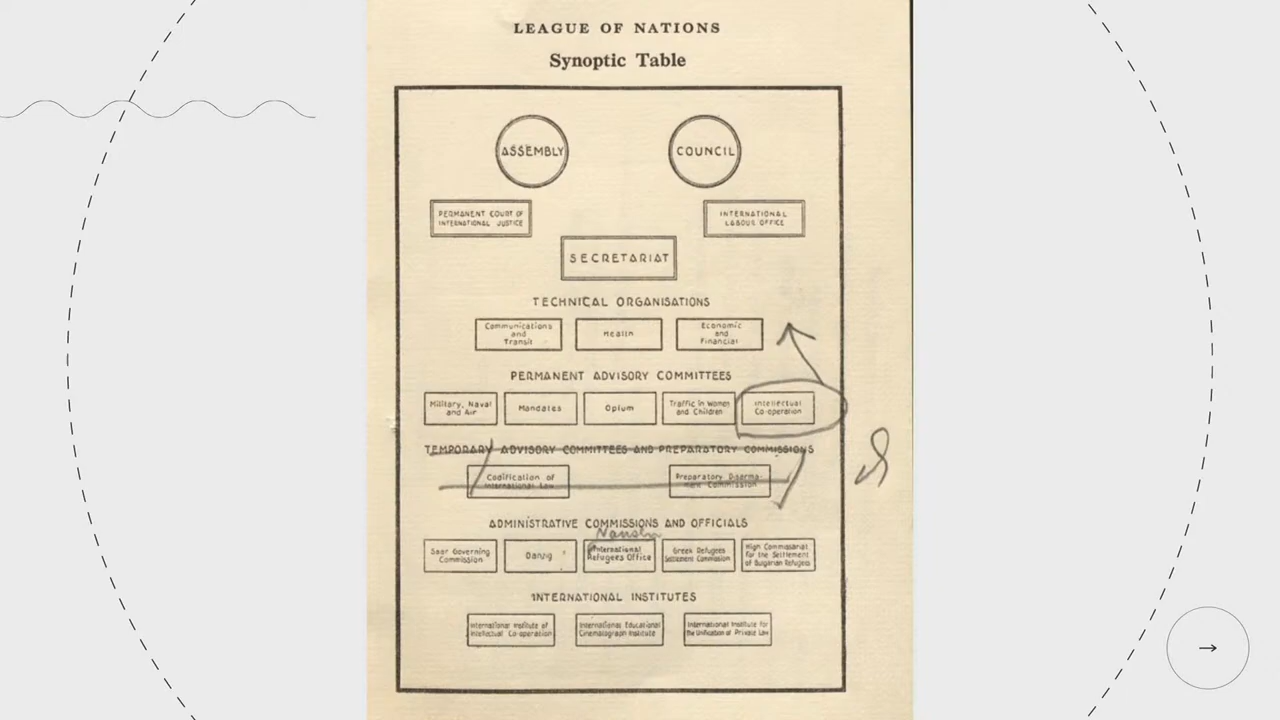 LEAGUE OF NATIONS
Synoptic Table
ASSEMBLY
COUNCIL
PERMANENT COURT OF
INTERNATIONAL JUSTICE
INTERNATIONAL
LABOUR OFFICE
SECRETARIAT
TECHNICAL ORGANISATIONS
Communications
and
Transit
Health
Economic
and
Financial
PERMANENT ADVISORY COMMITTEES
Military, Naval
and Air
Mandates
Opium
Traffic in Women
and Children
Intellectual
Co-operation
TEMPORARY ADVISORY COMMITTEES AND PREPARATORY COMMISSIONS
Codification of
International Law
Preparatory Disarma-
ment Commission
ADMINISTRATIVE COMMISSIONS AND OFFICIALS
Nansen
Saar Governing
Commission
Danzig
International
Refugees Office
Greek Refugees
Settlement Commission
High Commissariat
for the Settlement
of Bulgarian Refugees
INTERNATIONAL INSTITUTES
International Institute of
Intellectual Co-operation
International Educational
Cinematograph Institute
International Institute for
the Unification of Private Law